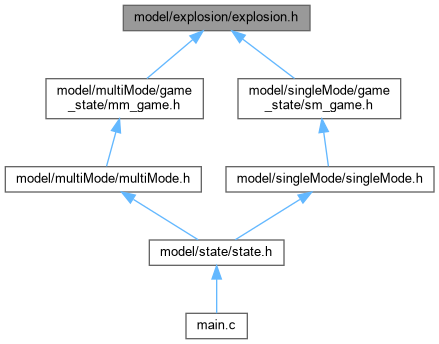 model/explosion/explosion.h
model/multiMode/game
_state/mm_game.h
model/singleMode/game
_state/sm_game.h
model/multiMode/multiMode.h
model/singleMode/singleMode.h
model/state/state.h
main.c